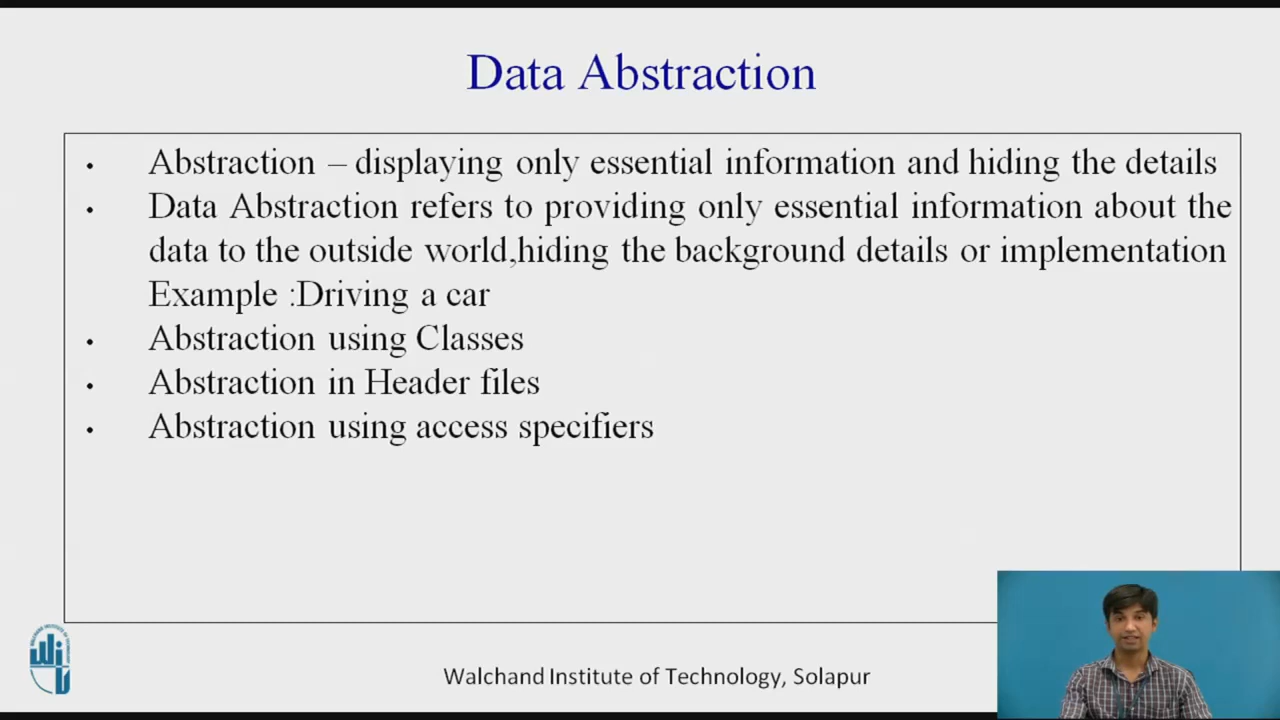 Data Abstraction
• Abstraction – displaying only essential information and hiding the details
• Data Abstraction refers to providing only essential information about the
data to the outside world,hiding the background details or implementation
Example :Driving a car
• Abstraction using Classes
• Abstraction in Header files
• Abstraction using access specifiers
Walchand Institute of Technology, Solapur